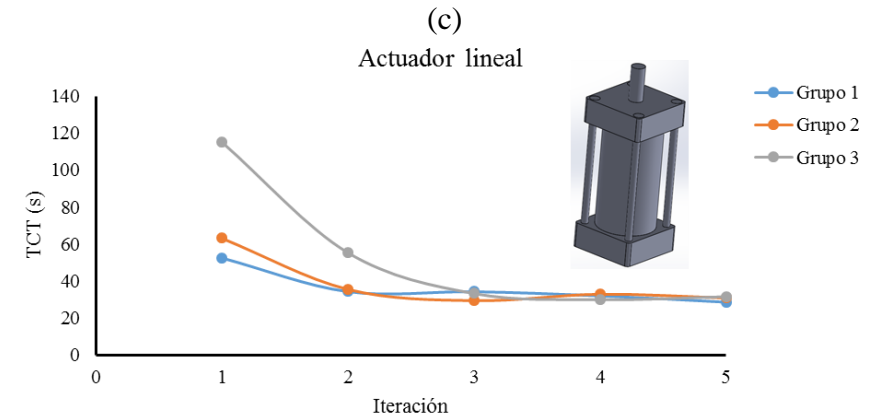 (c)
Actuador lineal
140
120
100
80
60
40
20
0
TCT (s)
0 1 2 3 4 5
Iteración
Grupo 1
Grupo 2
Grupo 3